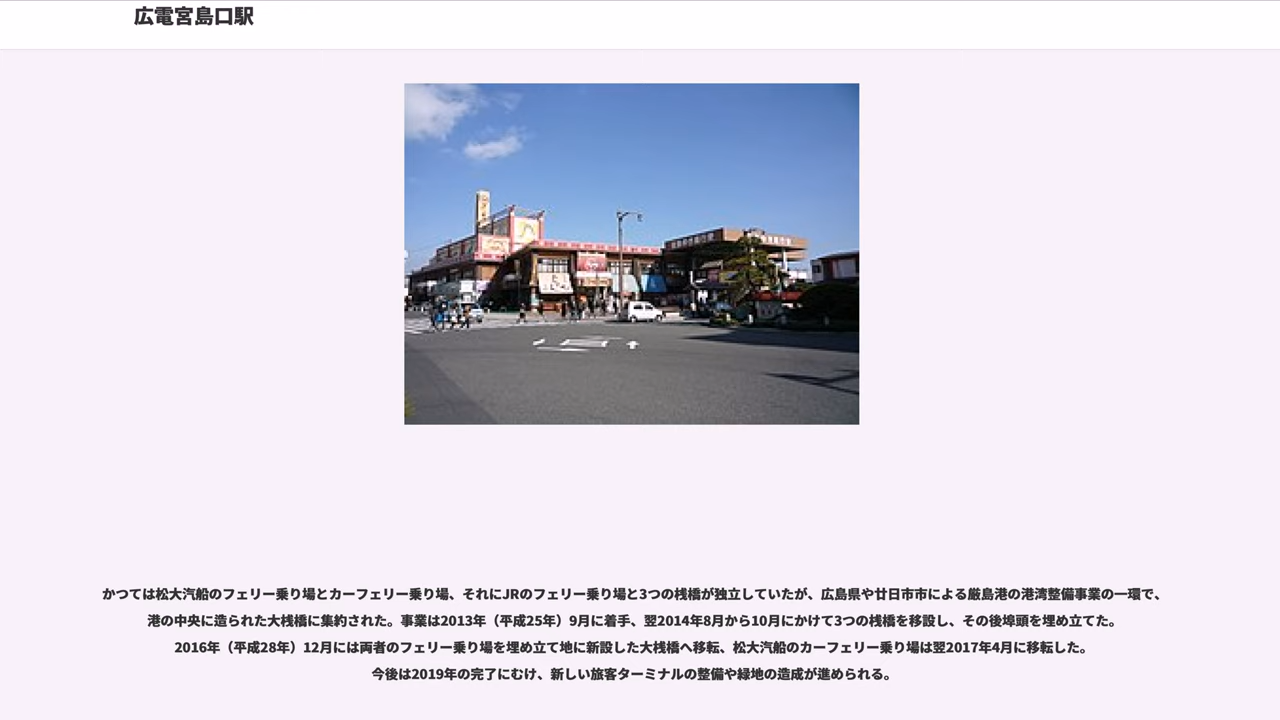 広電宮島口駅
かつては松大汽船のフェリー乗り場とカーフェリー乗り場、それにJRのフェリー乗り場と3つの桟橋が独立していたが、広島県や廿日市市による厳島港の港湾整備事業の一環で、
港の中央に造られた大桟橋に集約された。事業は2013年（平成25年）9月に着手、翌2014年8月から10月にかけて3つの桟橋を移設し、その後埠頭を埋め立てた。
2016年（平成28年）12月には両者のフェリー乗り場を埋め立て地に新設した大桟橋へ移転、松大汽船のカーフェリー乗り場は翌2017年4月に移転した。
今後は2019年の完了にむけ、新しい旅客ターミナルの整備や緑地の造成が進められる。